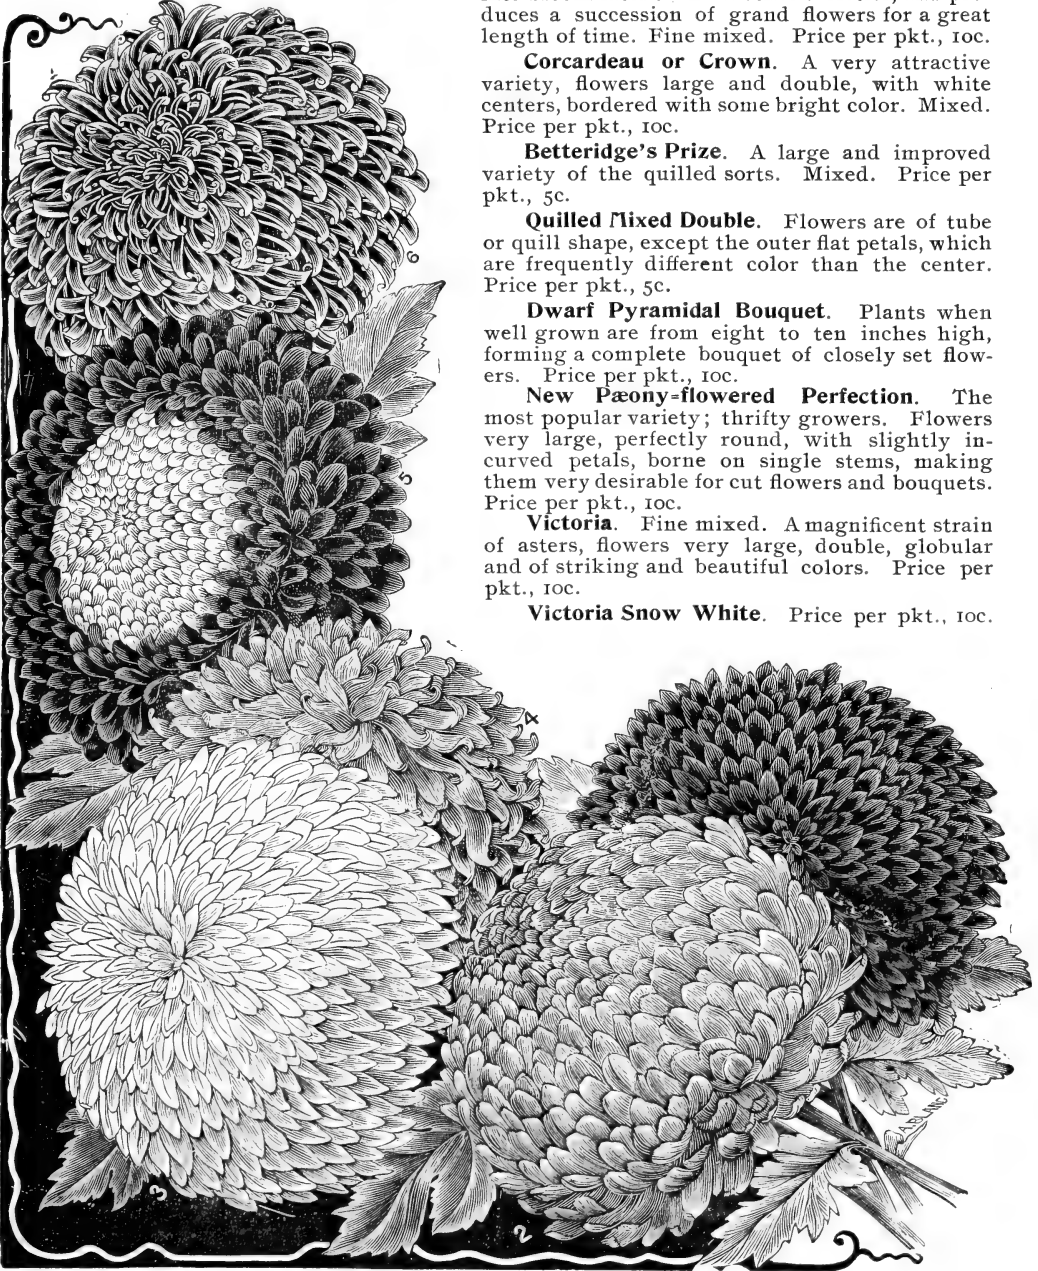 duces a succession of grand flowers for a great
length of time. Fine mixed. Price per pkt., 10c.
Corcardeau or Crown. A very attractive
variety, flowers large and double, with white
centers, bordered with some bright color. Mixed.
Price per pkt., 10c.
Betteridge's Prize. A large and improved
variety of the quilled sorts. Mixed. Price per
pkt., 5c.
Quilled Mixed Double. Flowers are of tube
or quill shape, except the outer flat petals, which
are frequently different color than the center.
Price per pkt., 5c.
Dwarf Pyramidal Bouquet. Plants when
well grown are from eight to ten inches high,
forming a complete bouquet of closely set flow-
ers. Price per pkt., 10c.
New Pæony=flowered Perfection. The
most popular variety; thrifty growers. Flowers
very large, perfectly round, with slightly in-
curved petals, borne on single stems, making
them very desirable for cut flowers and bouquets.
Price per pkt., 10c.
Victoria. Fine mixed. A magnificent strain
of asters, flowers very large, double, globular
and of striking and beautiful colors. Price per
pkt., 10c.
Victoria Snow White. Price per pkt., 10c.
6
5
4
3
2